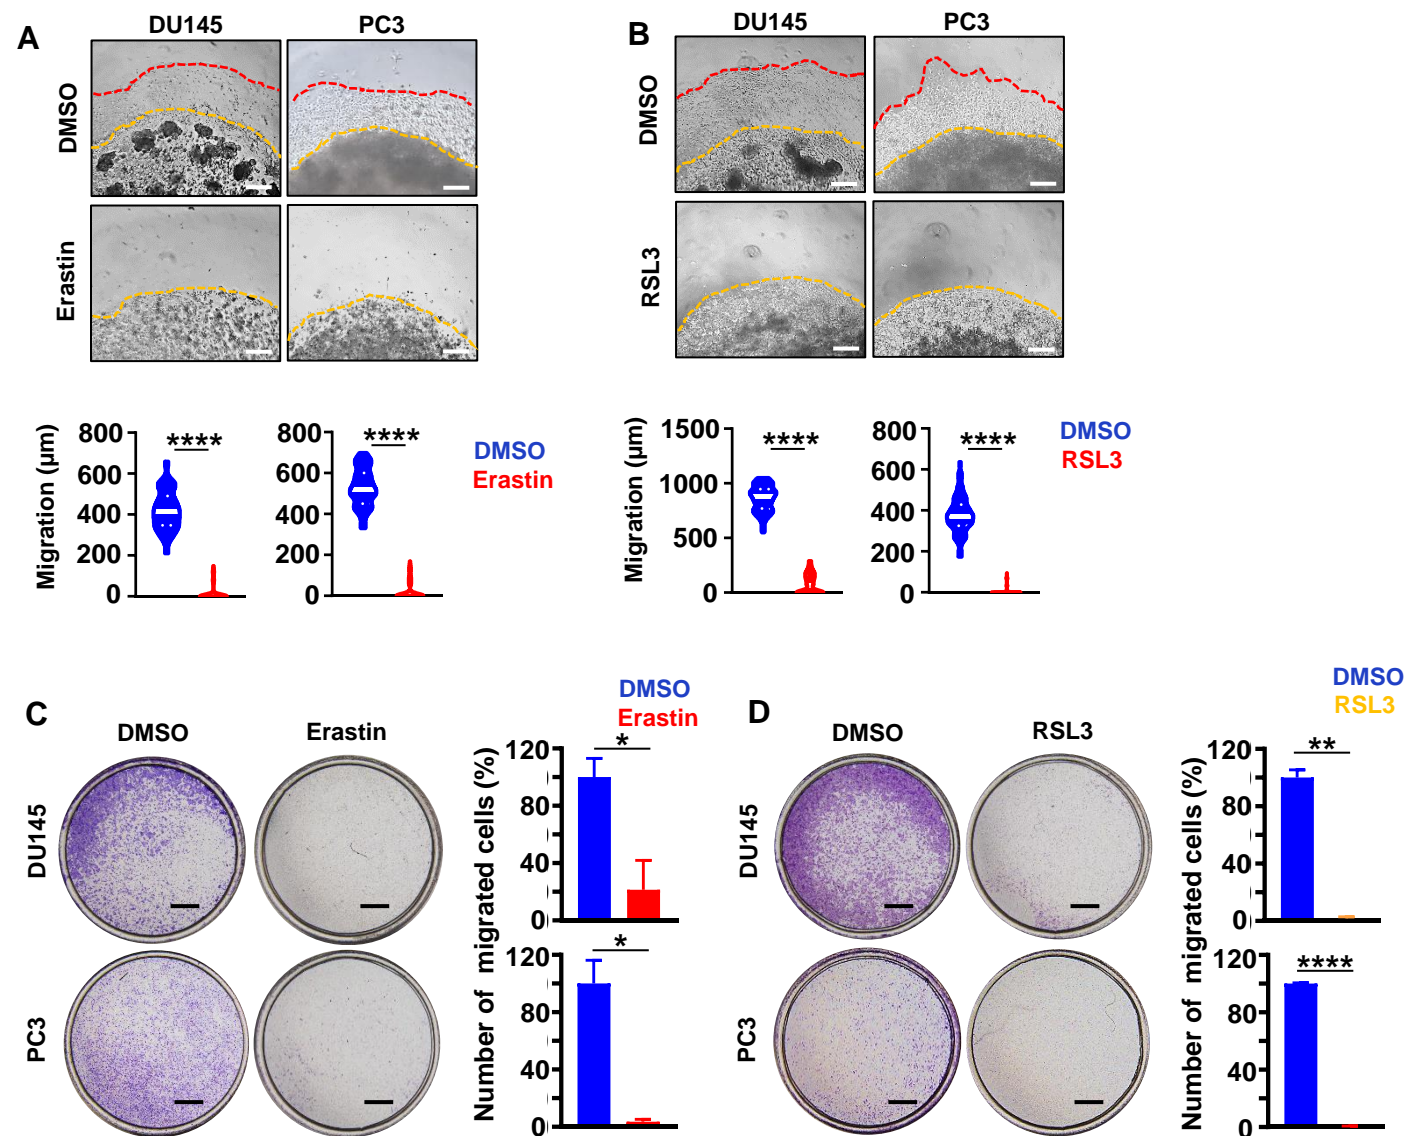 A
DU145
PC3
DMSO
Erastin
Migration (µm)
800
600
400
200
0
****
800
600
400
200
0
****
DMSO
Erastin
B
DU145
PC3
DMSO
RSL3
Migration (µm)
1500
1000
500
0
****
800
600
400
200
0
****
DMSO
RSL3
C
DMSO
Erastin
DU145
PC3
DMSO
Erastin
Number of migrated cells (%)
120
80
40
0
*
120
80
40
0
*
D
DMSO
RSL3
DU145
PC3
DMSO
RSL3
Number of migrated cells (%)
120
80
40
0
**
120
80
40
0
****